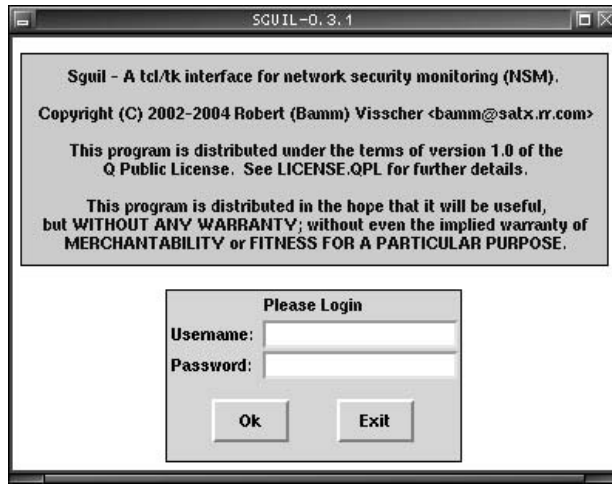 SGUIL-0.3.1
Sguil - A tcl/tk interface for network security monitoring (NSM).
Copyright (C) 2002-2004 Robert (Bamm) Visscher <bamm@satx.rr.com>
This program is distributed under the terms of version 1.0 of the
Q Public License. See LICENSE.QPL for further details.
This program is distributed in the hope that it will be useful,
but WITHOUT ANY WARRANTY; without even the implied warranty of
MERCHANTABILITY or FITNESS FOR A PARTICULAR PURPOSE.
Please Login
Username:
Password:
Ok Exit